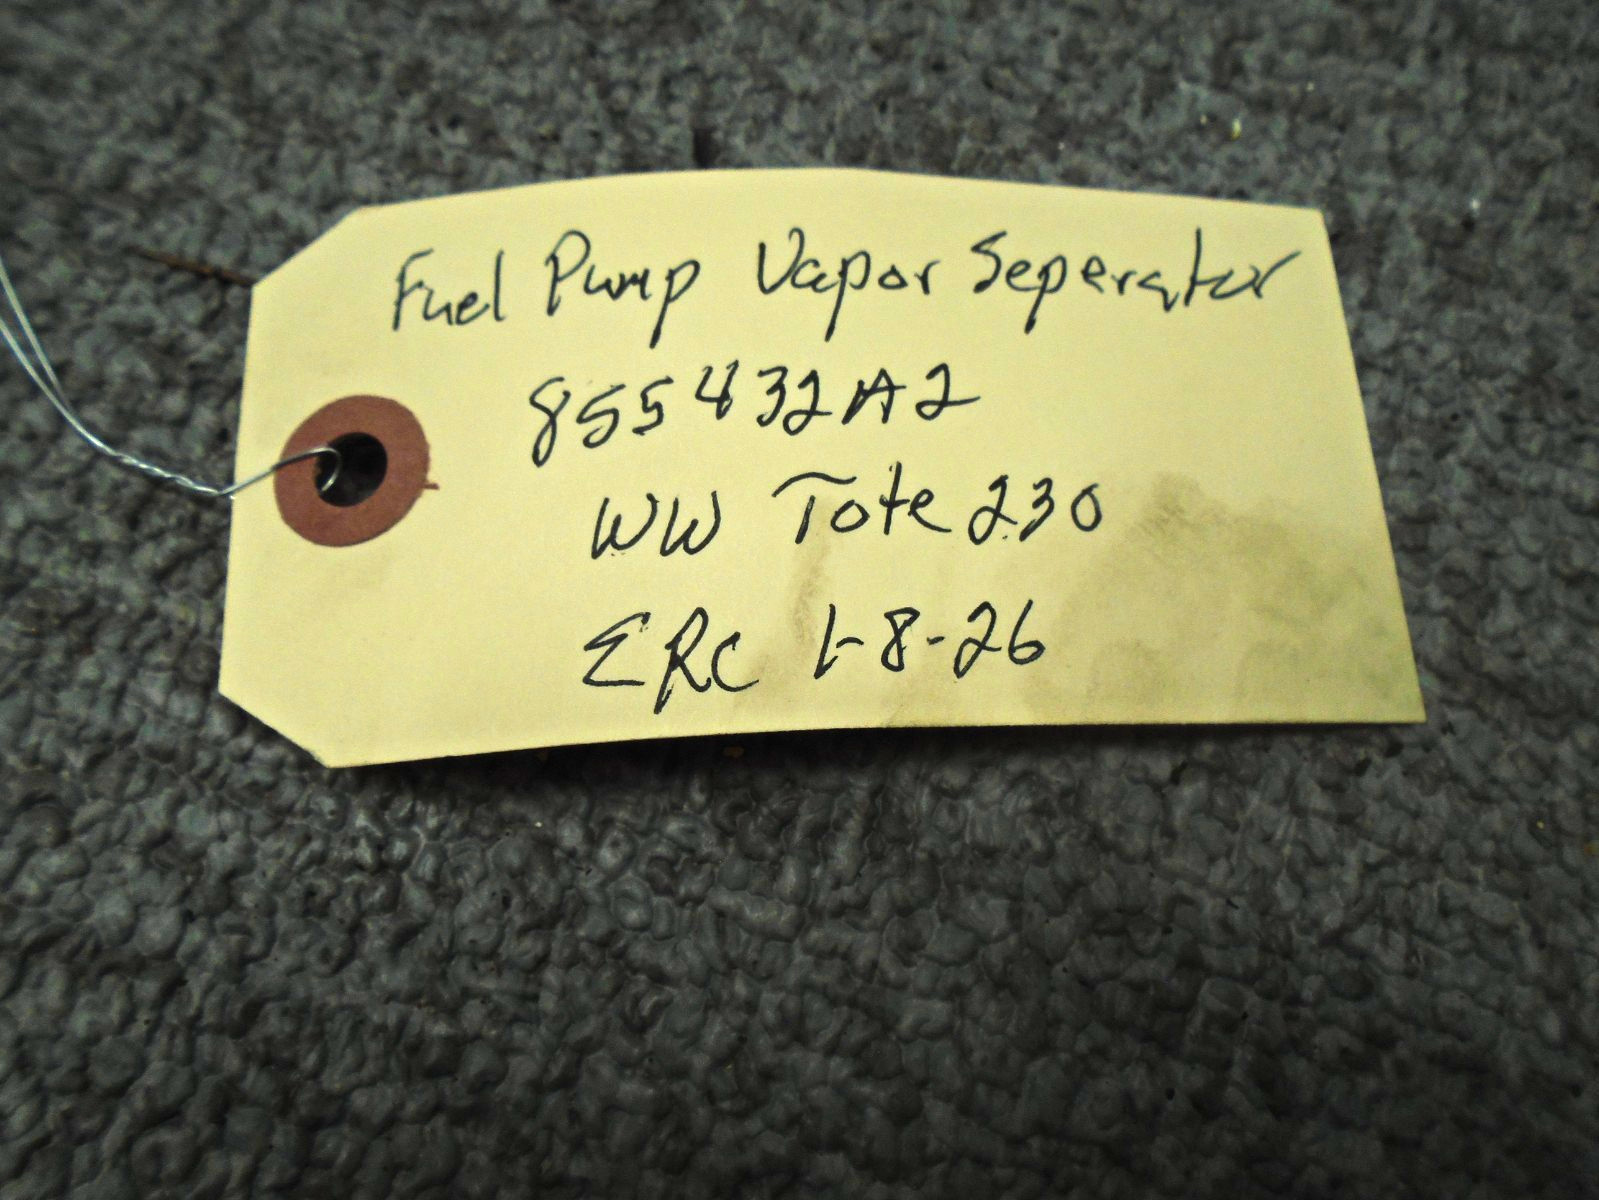 Fuel Pump Vapor Seperator
855432A2
WW Tote 230
ERC 1-8-26